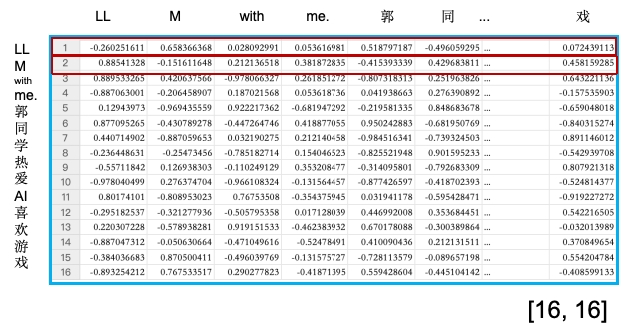 LL M with me. 郭 同 ... 戏
LL 1 -0.260251611 0.658366368 0.028092991 0.053616981 0.518797187 -0.496059295 ... 0.072439113
M 2 0.88541328 -0.151611648 0.212136518 0.381872835 -0.415393339 0.429683811 ... 0.458159285
with 3 0.889533265 0.420637566 -0.978066327 0.261851272 -0.807318313 0.251963826 ... 0.643221136
me. 4 -0.887063001 -0.206458907 0.187021568 0.053618736 0.041938663 0.276390892 ... -0.157535903
郭 5 0.12943973 -0.969435559 0.922217362 -0.681947292 -0.219581335 0.848683678 ... -0.659048018
同 6 0.877095265 -0.430789278 -0.447264746 0.418877055 0.950242883 -0.681950769 ... -0.840315274
学 7 0.440714902 -0.887059653 0.032190275 0.212140458 -0.984516341 -0.739324503 ... 0.891146012
热 8 -0.236448631 -0.25473456 -0.785182714 0.154046523 -0.825521948 0.901595233 ... -0.542939708
爱 9 -0.55711842 0.126938303 -0.110249129 0.353208477 -0.314095801 -0.792683309 ... 0.807921318
AI 10 -0.978040499 0.276374704 -0.966108324 -0.131564457 -0.877426597 -0.418702393 ... -0.524814377
喜 11 0.80174101 -0.808953023 0.76753508 -0.354375945 0.031941178 -0.595428471 ... -0.919227272
欢 12 -0.295182537 -0.321277936 -0.505795358 0.017128039 0.446992008 0.353684451 ... 0.542216505
游 13 0.220307228 -0.578938281 0.919151533 -0.462383932 0.670178088 -0.300389864 ... -0.032013989
戏 14 -0.887047312 -0.050630664 -0.471049616 -0.52478491 0.410090436 0.212131511 ... 0.370849654
15 -0.384036683 0.870500411 -0.496039769 -0.131575727 -0.728113579 -0.089657198 ... 0.554204784
16 -0.893254212 0.767533517 0.290277823 -0.41871395 0.559428604 -0.445104142 ... -0.408599133
[16, 16]